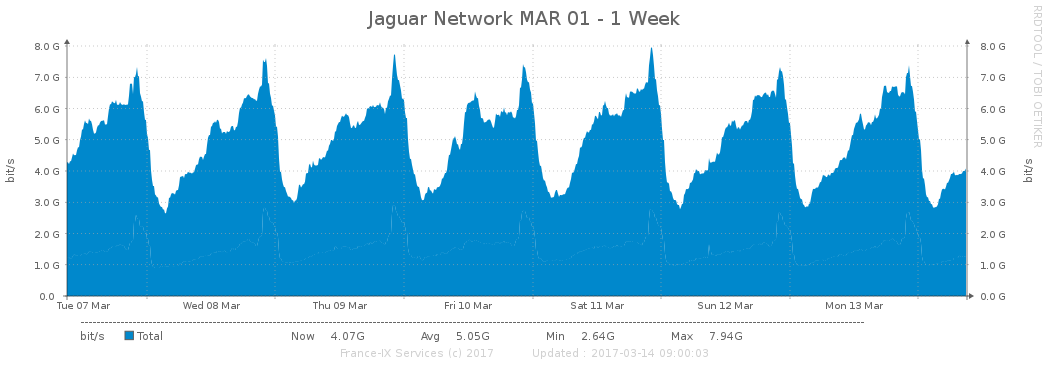 Jaguar Network MAR 01 - 1 Week
RRDTOOL / TOBI OETIKER
bit/s
8.0 G 8.0 G
7.0 G 7.0 G
6.0 G 6.0 G
5.0 G 5.0 G
4.0 G 4.0 G
3.0 G 3.0 G
2.0 G 2.0 G
1.0 G 1.0 G
0.0 0.0 G
bit/s
Tue 07 Mar Wed 08 Mar Thu 09 Mar Fri 10 Mar Sat 11 Mar Sun 12 Mar Mon 13 Mar
bit/s Total Now 4.07G Avg 5.05G Min 2.64G Max 7.94G
France-IX Services (c) 2017 Updated : 2017-03-14 09:00:03